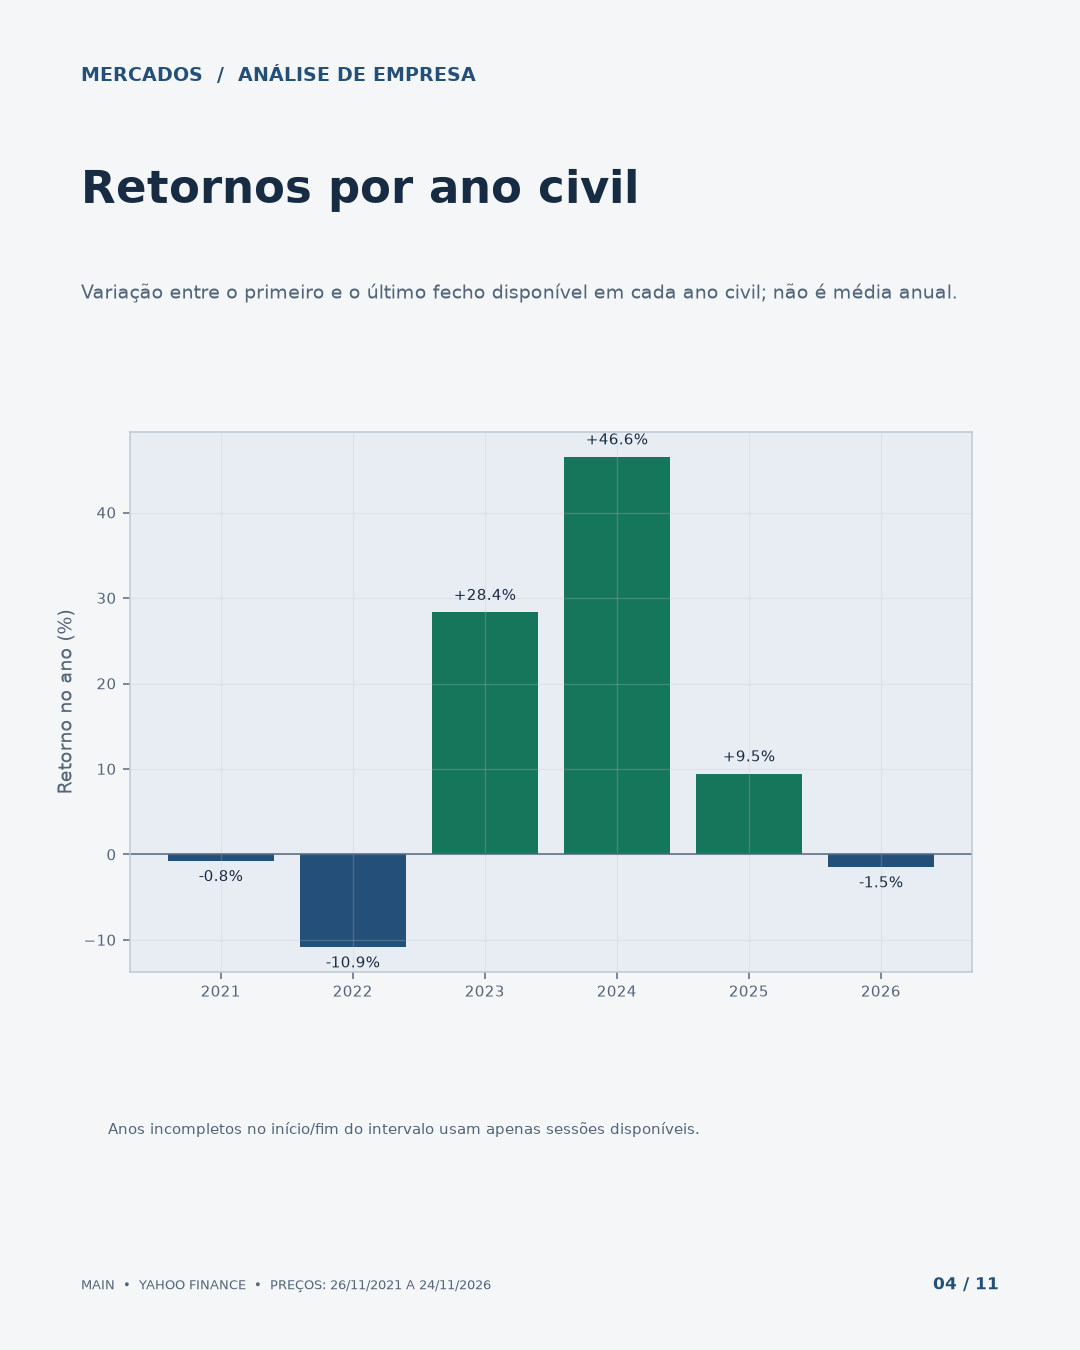 MERCADOS / ANÁLISE DE EMPRESA
Retornos por ano civil
Variação entre o primeiro e o último fecho disponível em cada ano civil; não é média anual.
Retorno no ano (%)
40
30
20
10
0
−10
+46.6%
+28.4%
+9.5%
-0.8%
-1.5%
-10.9%
2021 2022 2023 2024 2025 2026
Anos incompletos no início/fim do intervalo usam apenas sessões disponíveis.
MAIN • YAHOO FINANCE • PREÇOS: 26/11/2021 A 24/11/2026
04 / 11